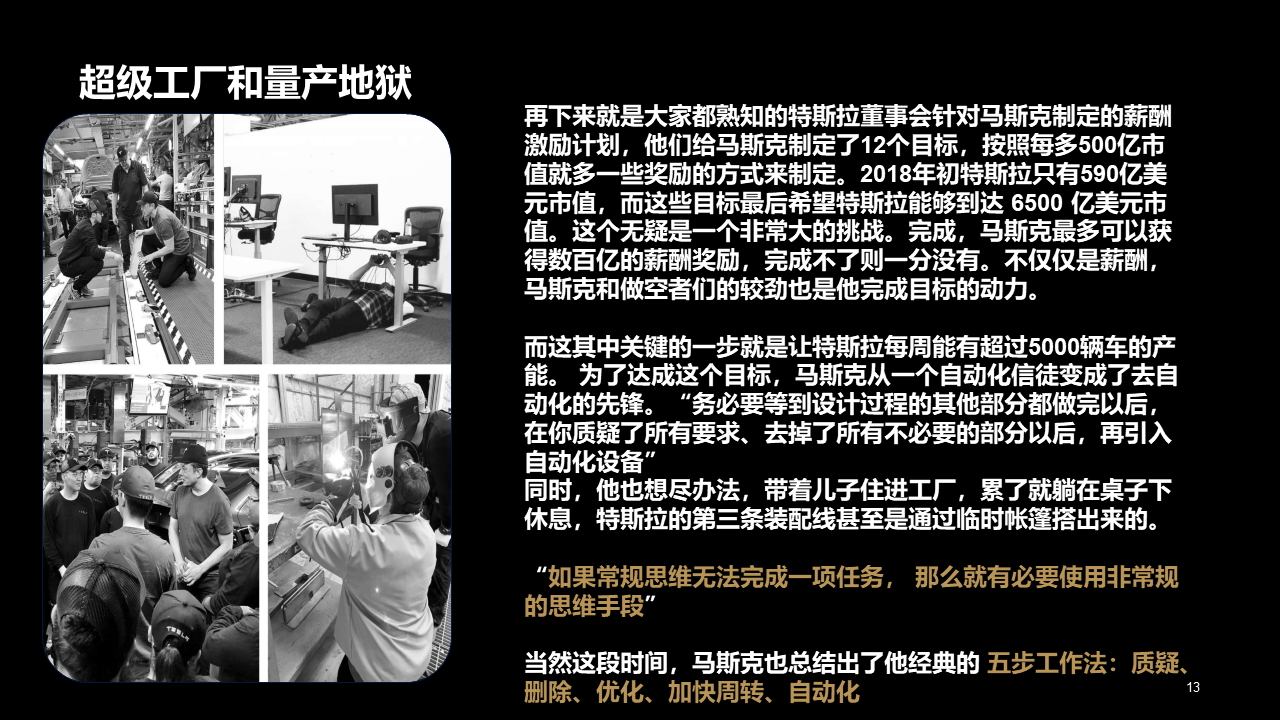 超级工厂和量产地狱
再下来就是大家都熟知的特斯拉董事会针对马斯克制定的薪酬
激励计划，他们给马斯克制定了12个目标，按照每多500亿市
值就多一些奖励的方式来制定。2018年初特斯拉只有590亿美
元市值，而这些目标最后希望特斯拉能够到达 6500 亿美元市
值。这个无疑是一个非常大的挑战。完成，马斯克最多可以获
得数百亿的薪酬奖励，完成不了则一分没有。不仅仅是薪酬，
马斯克和做空者们的较劲也是他完成目标的动力。
而这其中关键的一步就是让特斯拉每周能有超过5000辆车的产
能。 为了达成这个目标，马斯克从一个自动化信徒变成了去自
动化的先锋。“务必要等到设计过程的其他部分都做完以后，
在你质疑了所有要求、去掉了所有不必要的部分以后，再引入
自动化设备”
同时，他也想尽办法，带着儿子住进工厂，累了就躺在桌子下
休息，特斯拉的第三条装配线甚至是通过临时帐篷搭出来的。
“如果常规思维无法完成一项任务， 那么就有必要使用非常规
的思维手段”
当然这段时间，马斯克也总结出了他经典的 五步工作法：质疑、
删除、优化、加快周转、自动化
13
TESLA